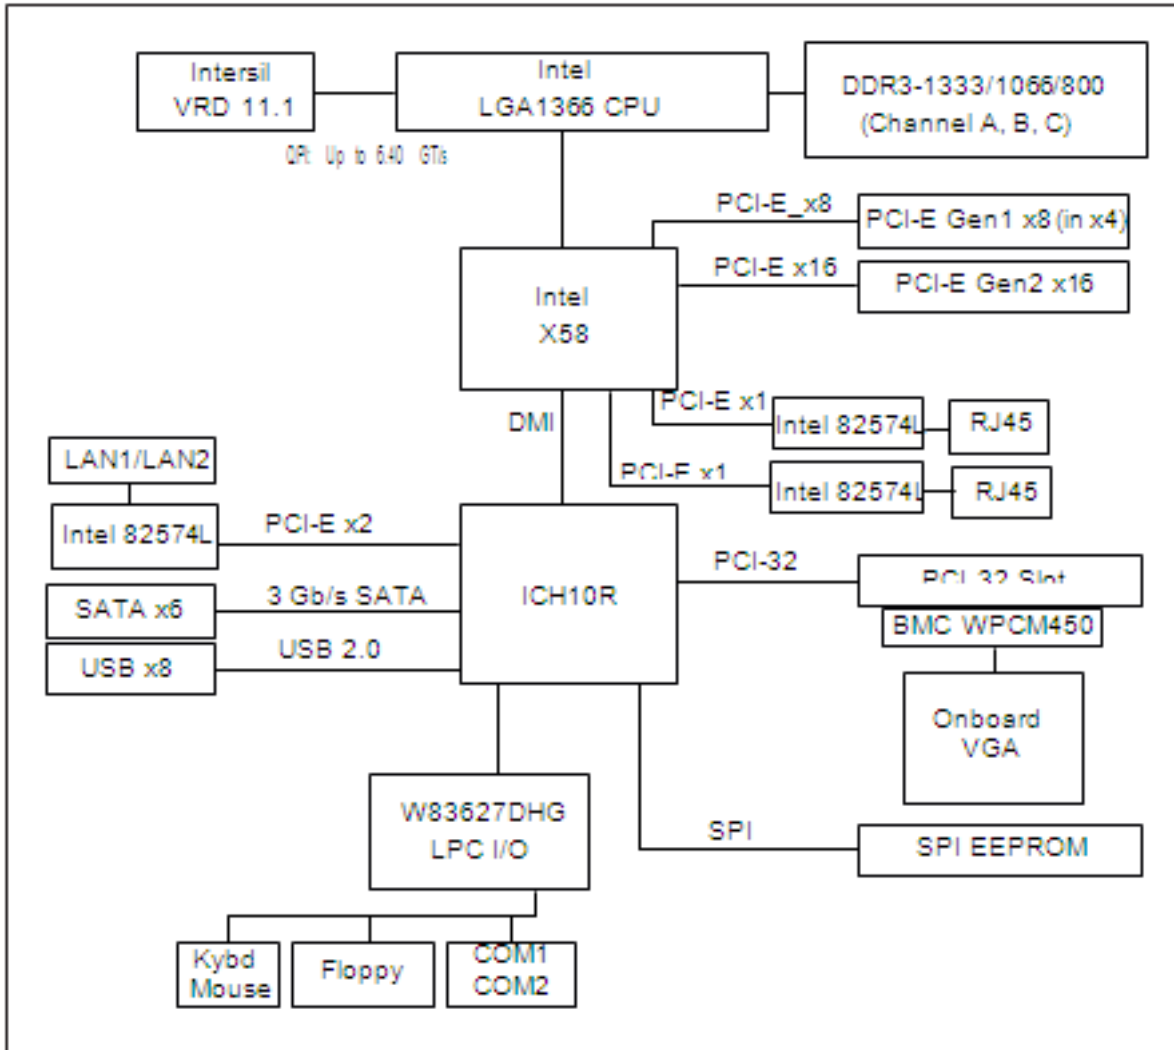 Intersil
VRD 11.1
Intel
LGA1366 CPU
DDR3-1333/1066/800
(Channel A, B, C)
QPI: Up to 6.40 GT/s
PCI-E_x8
PCI-E Gen1 x8 (in x4)
PCI-E x16
PCI-E Gen2 x16
Intel
X58
PCI-E x1
Intel 82574L
RJ45
DMI
PCI-E x1
Intel 82574L
RJ45
LAN1/LAN2
Intel 82574L
PCI-E x2
SATA x6
3 Gb/s SATA
USB x8
USB 2.0
ICH10R
PCI-32
PCI 32 Slot
BMC WPCM450
Onboard
VGA
W83627DHG
LPC I/O
SPI
SPI EEPROM
Kybd
Mouse
Floppy
COM1
COM2